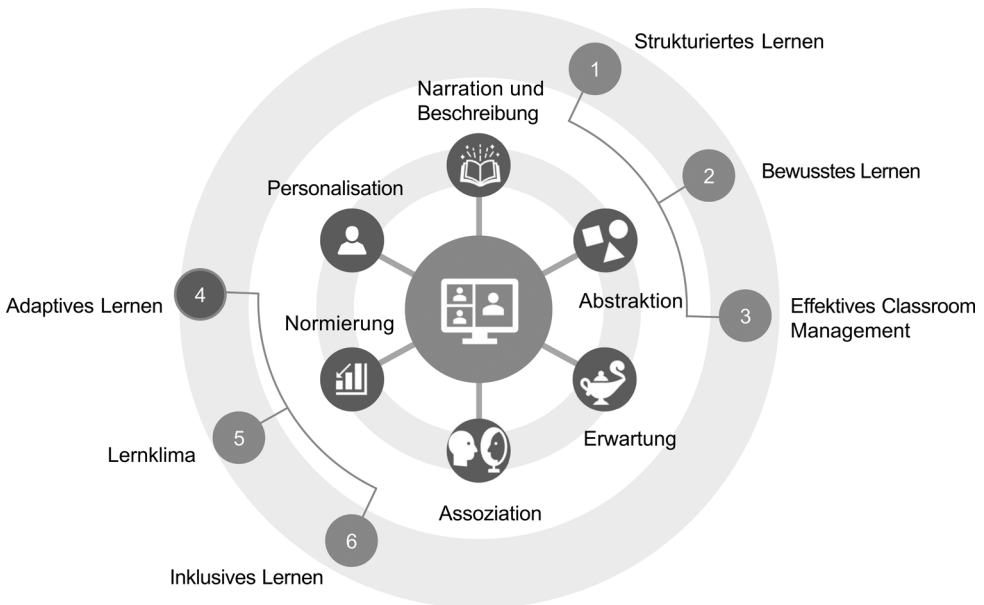 1
Strukturiertes Lernen
2
Bewusstes Lernen
3
Effektives Classroom
Management
4
Adaptives Lernen
5
Lernklima
6
Inklusives Lernen
Narration und
Beschreibung
Personalisation
Abstraktion
Normierung
Erwartung
Assoziation